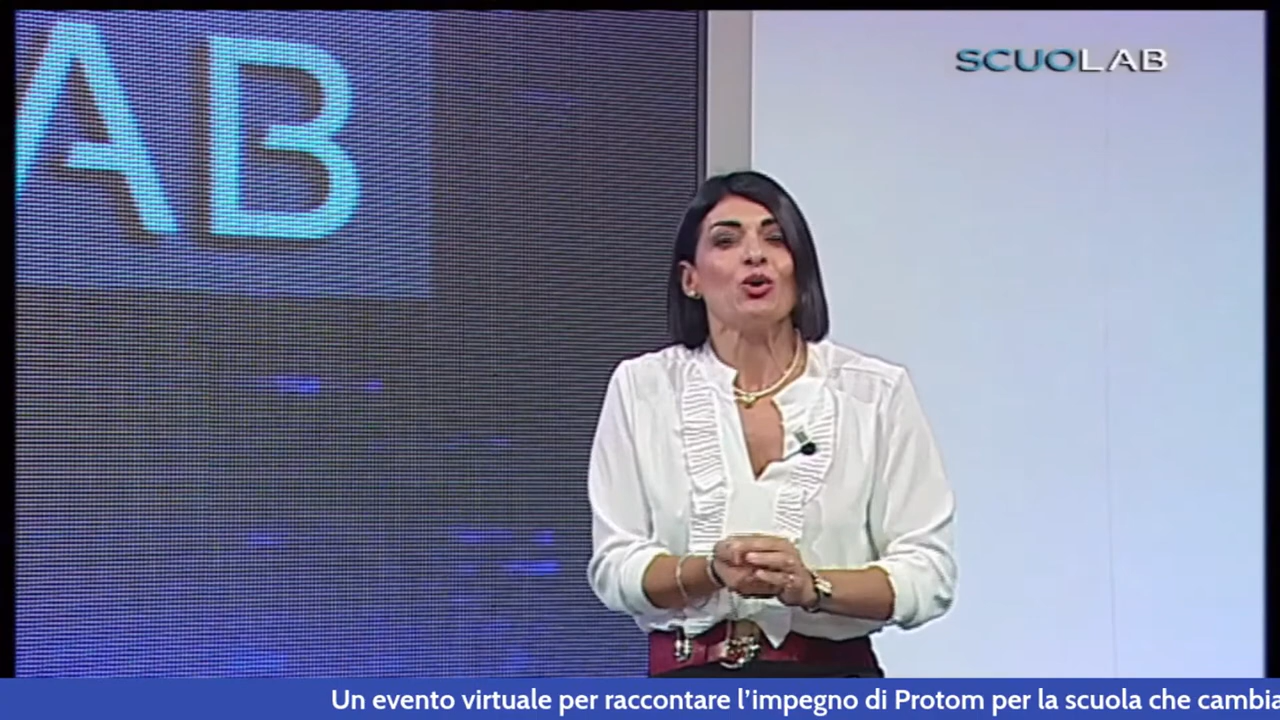 SCUOLAB
AB
Un evento virtuale per raccontare l'impegno di Protom per la scuola che cambia